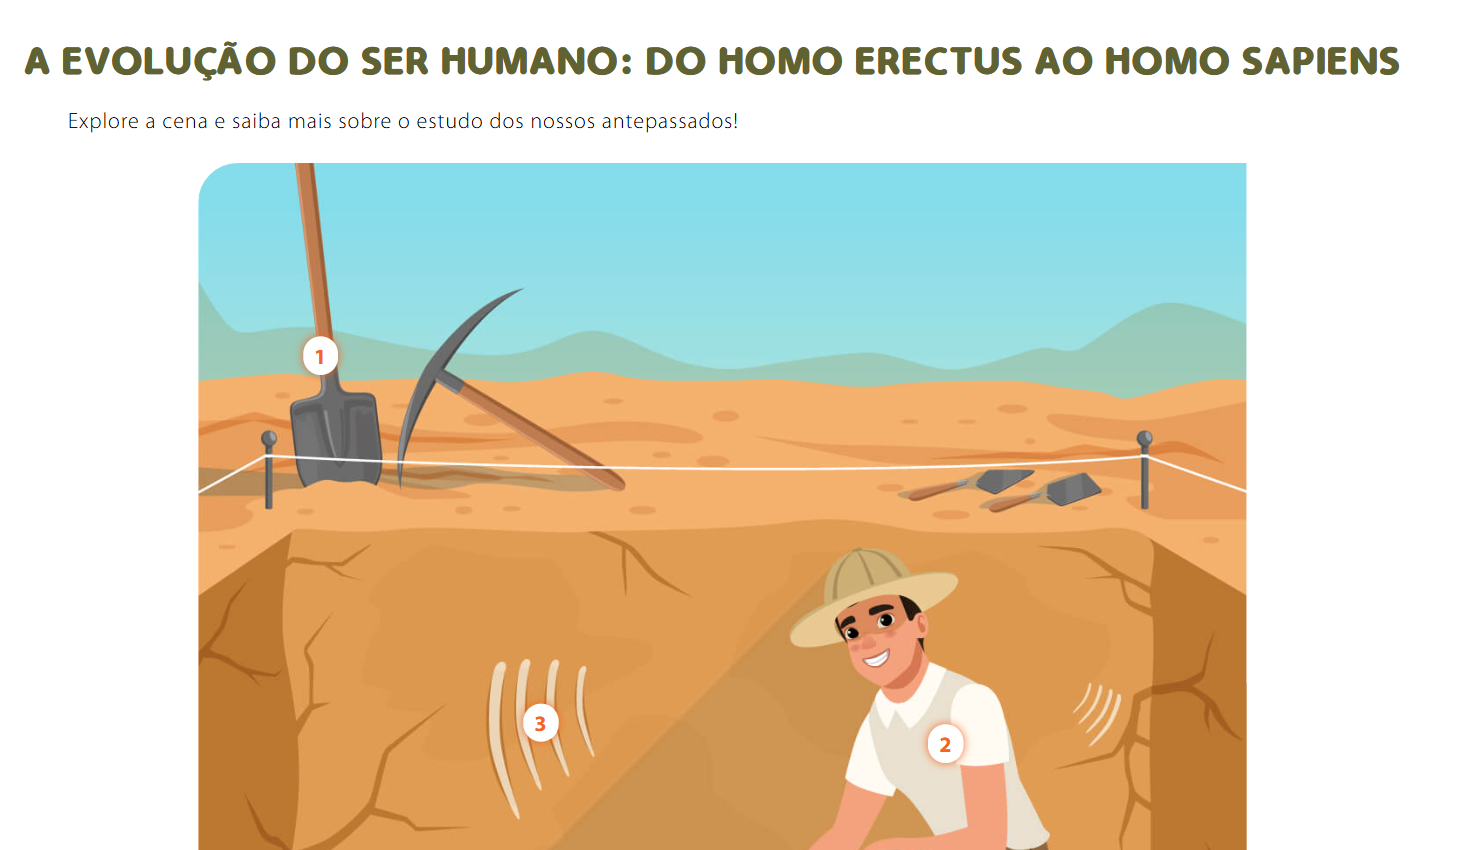 A EVOLUÇÃO DO SER HUMANO: DO HOMO ERECTUS AO HOMO SAPIENS
Explore a cena e saiba mais sobre o estudo dos nossos antepassados!
1
3
2